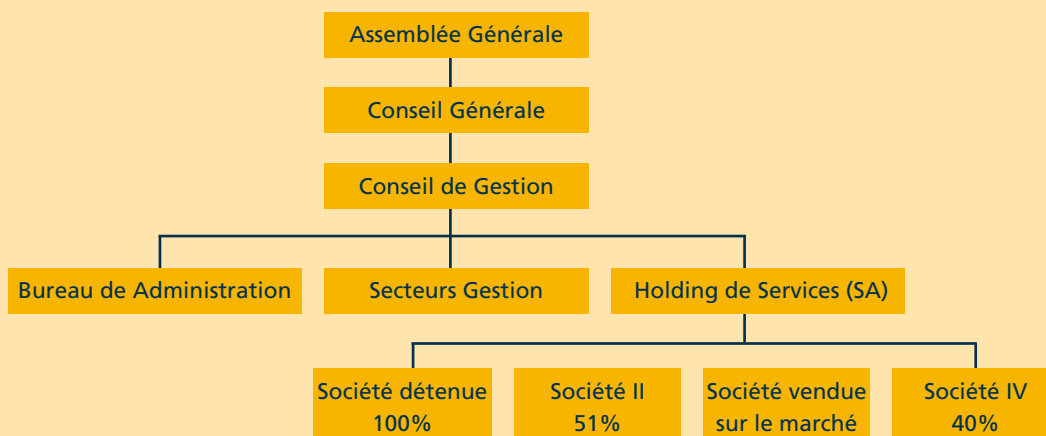 Assemblée Générale
Conseil Générale
Conseil de Gestion
Bureau de Administration
Secteurs Gestion
Holding de Services (SA)
Société détenue
100%
Société II
51%
Société vendue
sur le marché
Société IV
40%